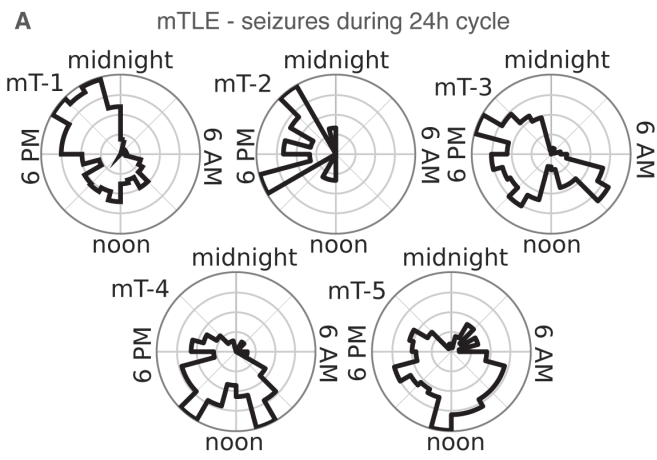 A mTLE - seizures during 24h cycle
mT-1
midnight
6 PM
6 AM
noon
mT-2
midnight
6 PM
6 AM
noon
mT-3
midnight
6 PM
6 AM
noon
mT-4
midnight
6 PM
6 AM
noon
mT-5
midnight
6 PM
6 AM
noon